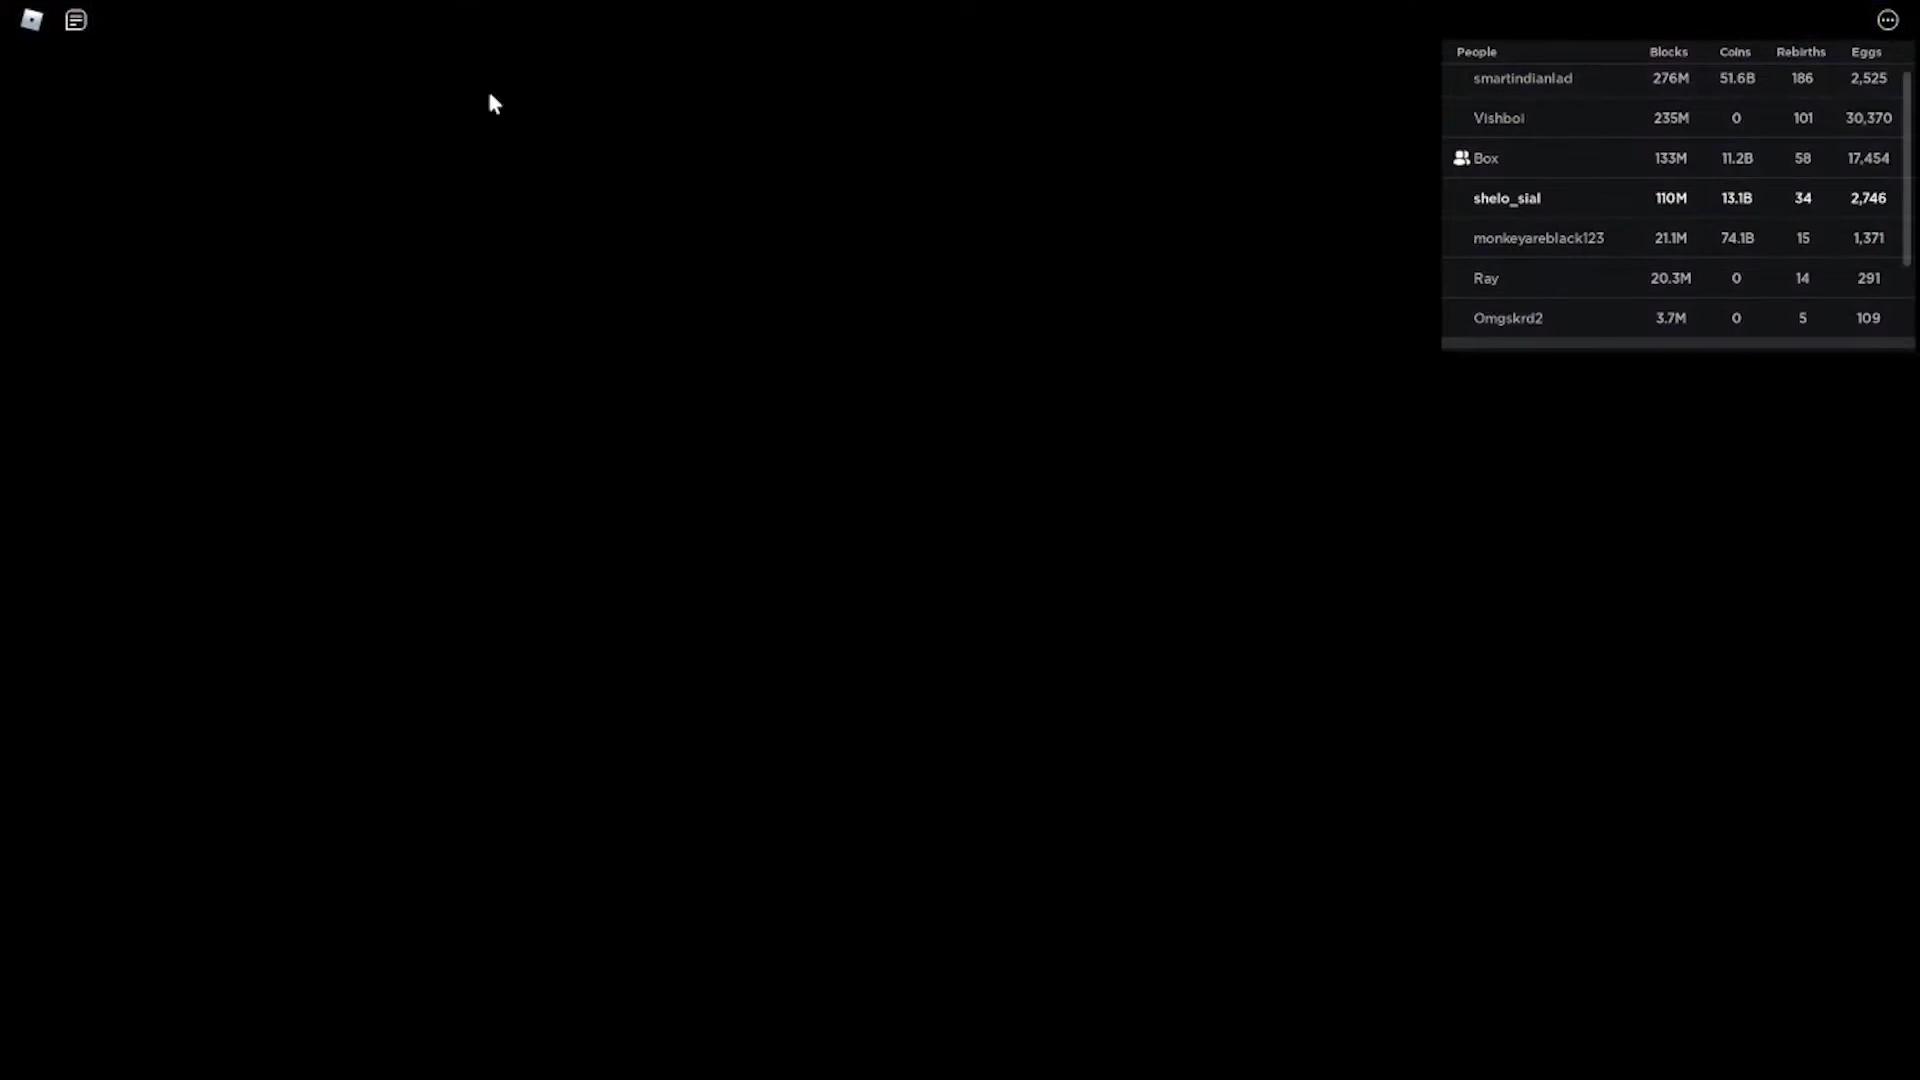 People Blocks Coins Rebirths Eggs
smartindianlad 276M 51.6B 186 2,525
Vishboi 235M 0 101 30,370
Box 133M 11.2B 58 17,454
shelo_sial 110M 13.1B 34 2,746
monkeyareblack123 21.1M 74.1B 15 1,371
Ray 20.3M 0 14 291
Omgskrd2 3.7M 0 5 109